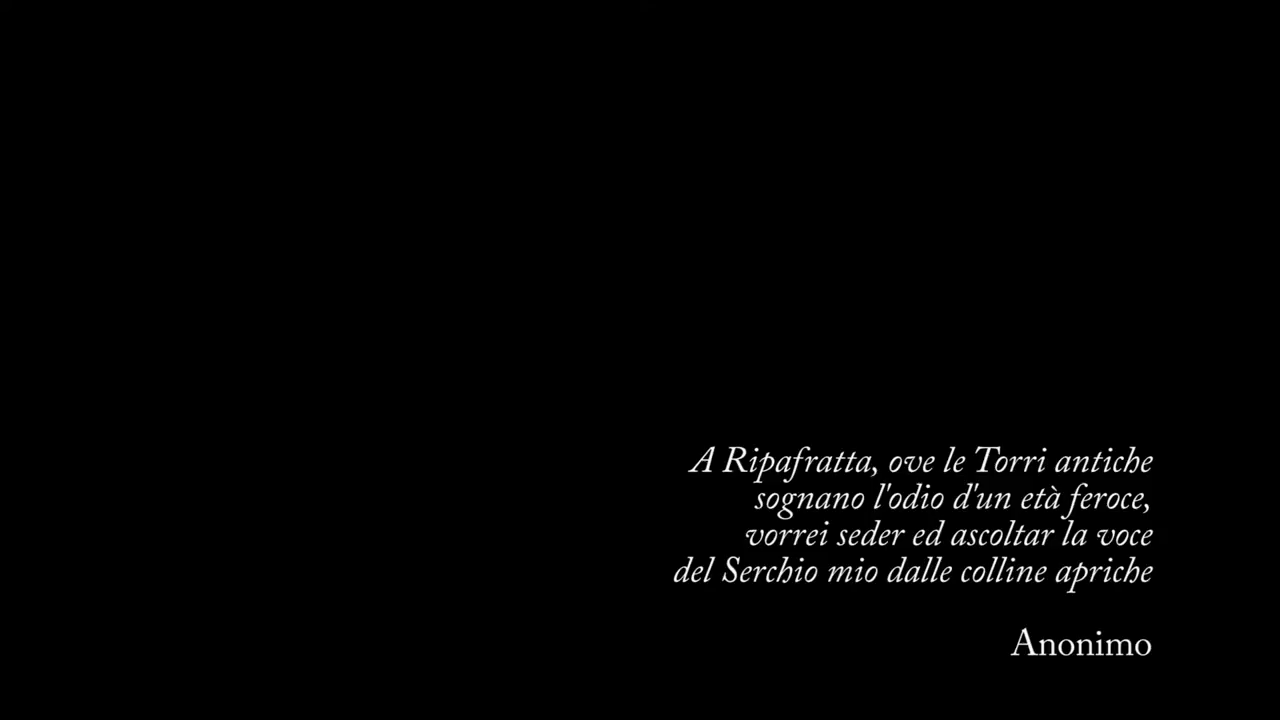 A Ripafratta, ove le Torri antiche
sognano l'odio d'un età feroce,
vorrei seder ed ascoltar la voce
del Serchio mio dalle colline apriche
Anonimo